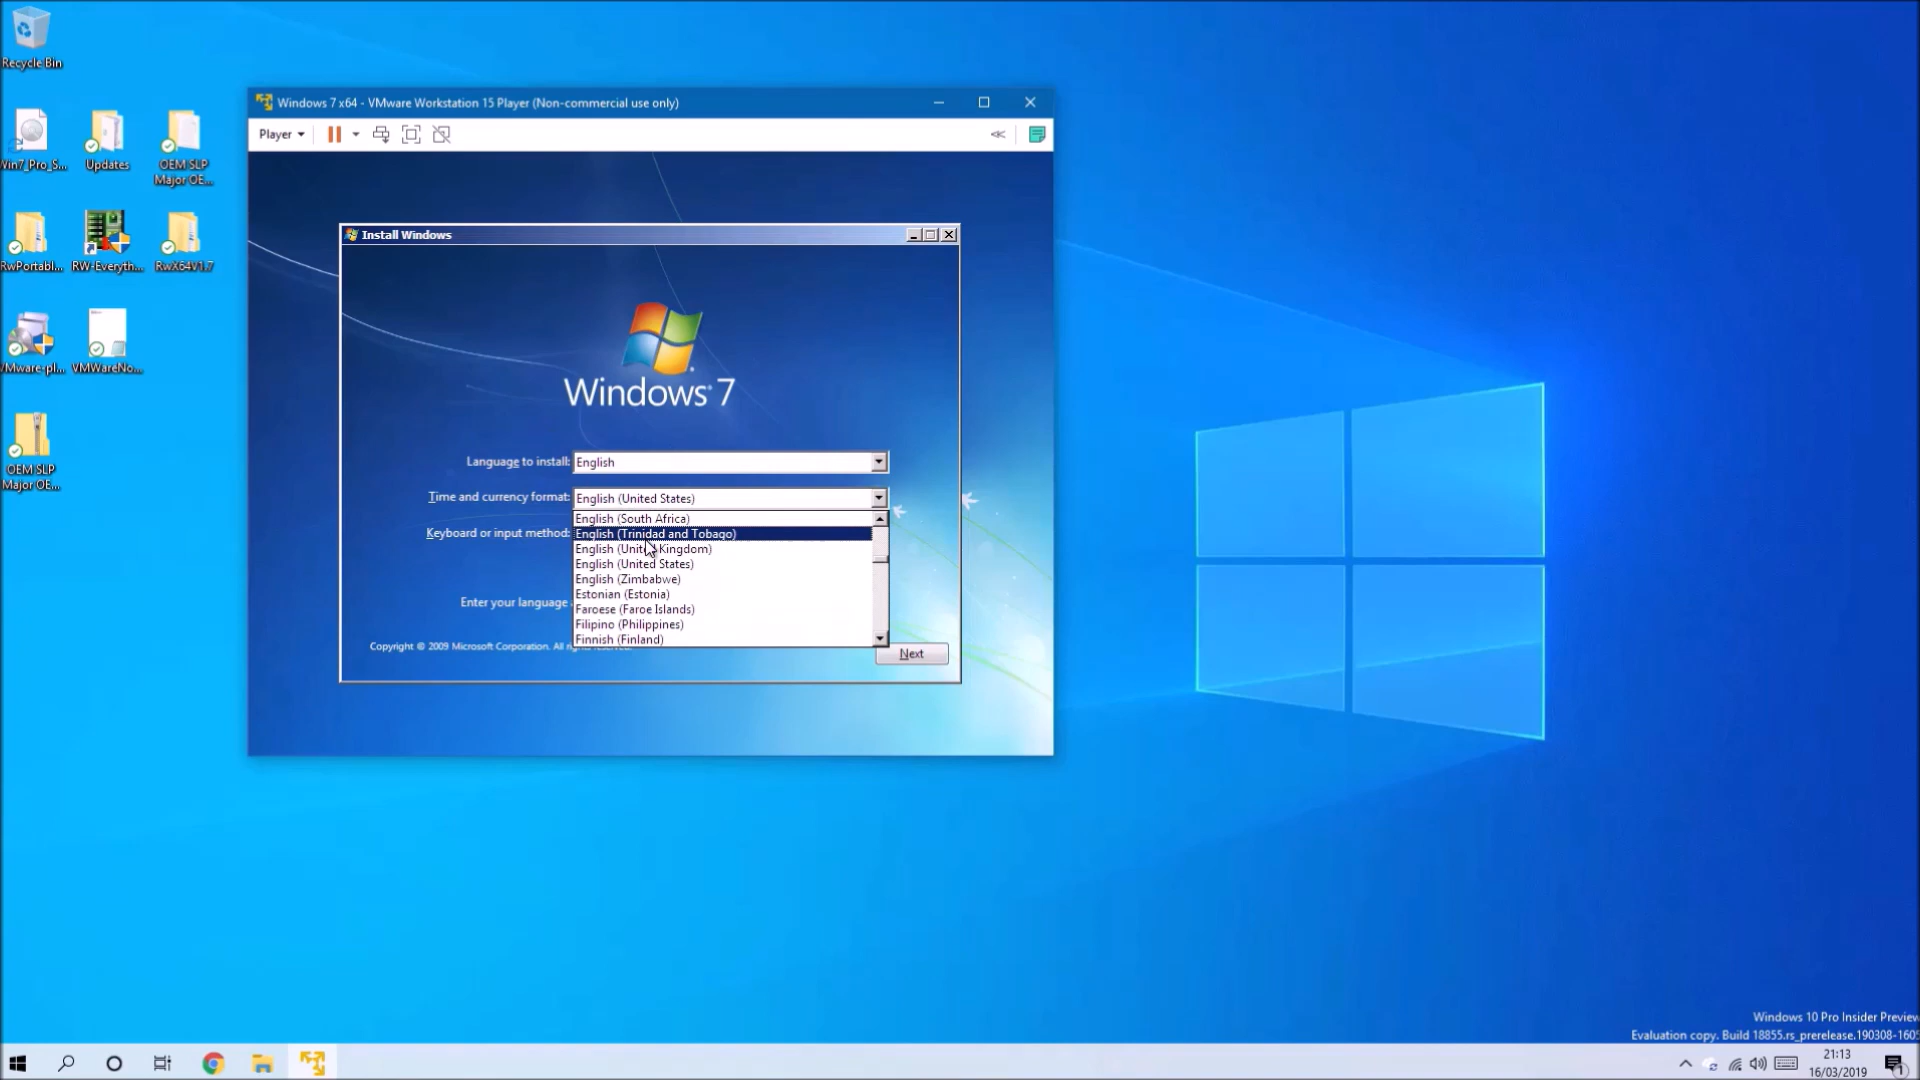 Recycle Bin
Win7_Pro_S...
Updates
OEM SLP
Major OE...
RwPortabl...
RW-Everyth...
RwX64V1.7
VMware-pl...
VMWareNo...
OEM SLP
Major OE...
Windows 7 x64 - VMware Workstation 15 Player (Non-commercial use only)
Player
Install Windows
Windows 7
Language to install: English
Time and currency format: English (United States)
English (South Africa)
Keyboard or input method: English (Trinidad and Tobago)
English (United Kingdom)
English (United States)
English (Zimbabwe)
Estonian (Estonia)
Enter your language
Faroese (Faroe Islands)
Filipino (Philippines)
Finnish (Finland)
Copyright © 2009 Microsoft Corporation. All rights reserved.
Next
Windows 10 Pro Insider Preview
Evaluation copy. Build 18855.rs_prerelease.190308-160
21:13
16/03/2019
1